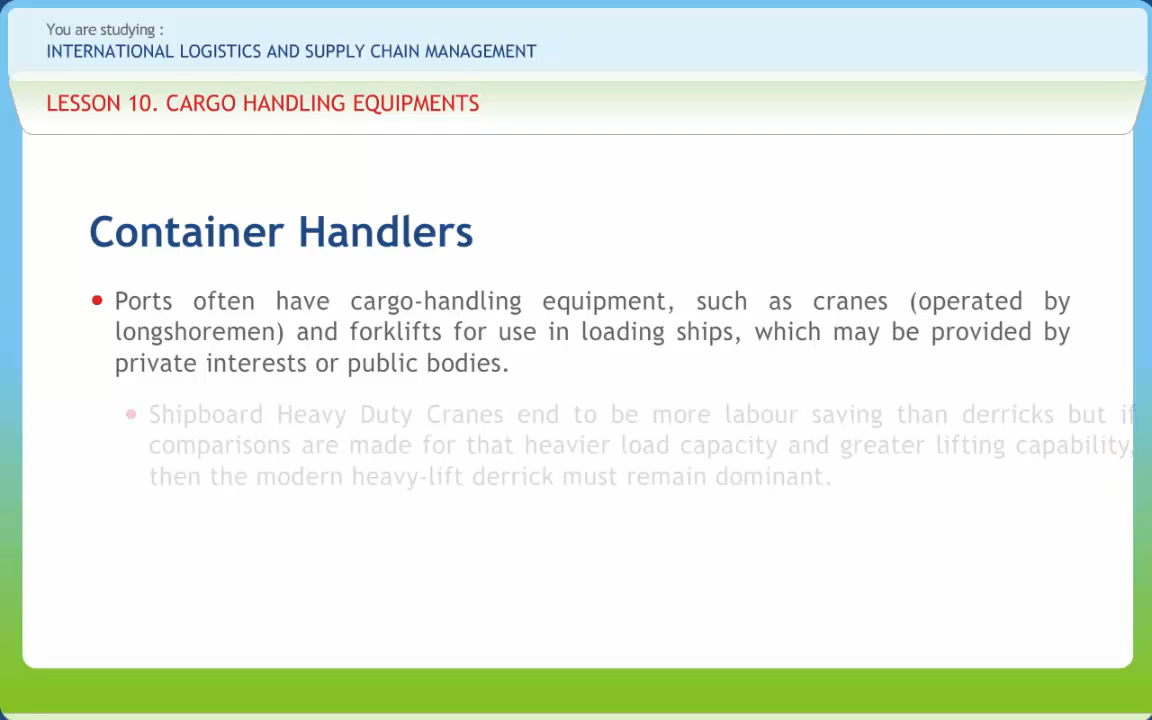 You are studying :
INTERNATIONAL LOGISTICS AND SUPPLY CHAIN MANAGEMENT
LESSON 10. CARGO HANDLING EQUIPMENTS
Container Handlers
Ports often have cargo-handling equipment, such as cranes (operated by
longshoremen) and forklifts for use in loading ships, which may be provided by
private interests or public bodies.
Shipboard Heavy Duty Cranes end to be more labour saving than derricks but if
comparisons are made for that heavier load capacity and greater lifting capability,
then the modern heavy-lift derrick must remain dominant.